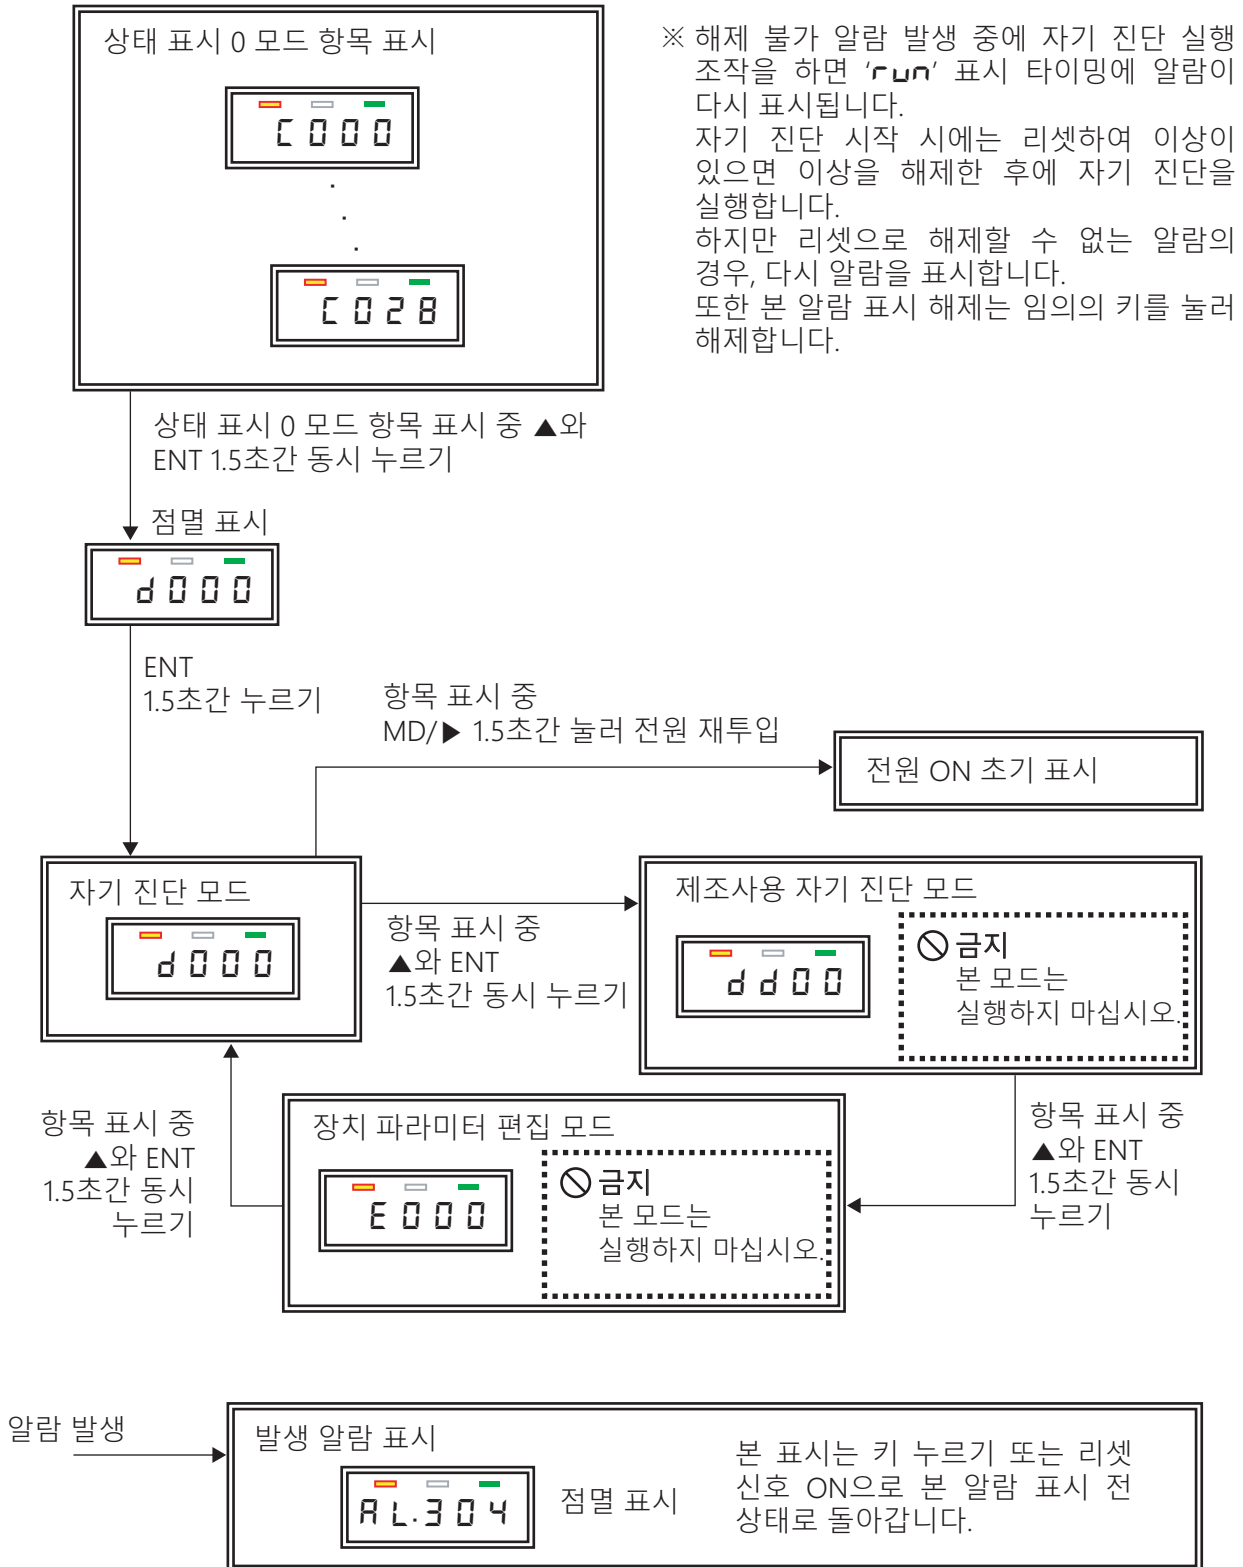 상태 표시 0 모드 항목 표시
C000
C028
※ 해제 불가 알람 발생 중에 자기 진단 실행
조작을 하면 ‘run’ 표시 타이밍에 알람이
다시 표시됩니다.
자기 진단 시작 시에는 리셋하여 이상이
있으면 이상을 해제한 후에 자기 진단을
실행합니다.
하지만 리셋으로 해제할 수 없는 알람의
경우, 다시 알람을 표시합니다.
또한 본 알람 표시 해제는 임의의 키를 눌러
해제합니다.
상태 표시 0 모드 항목 표시 중 ▲와
ENT 1.5초간 동시 누르기
점멸 표시
d000
ENT
1.5초간 누르기
항목 표시 중
MD/▶ 1.5초간 눌러 전원 재투입
전원 ON 초기 표시
자기 진단 모드
d000
항목 표시 중
▲와 ENT
1.5초간 동시 누르기
제조사용 자기 진단 모드
dd00
금지
본 모드는
실행하지 마십시오.
항목 표시 중
▲와 ENT
1.5초간 동시
누르기
장치 파라미터 편집 모드
E000
금지
본 모드는
실행하지 마십시오.
항목 표시 중
▲와 ENT
1.5초간 동시
누르기
알람 발생
발생 알람 표시
AL.304
점멸 표시
본 표시는 키 누르기 또는 리셋
신호 ON으로 본 알람 표시 전
상태로 돌아갑니다.